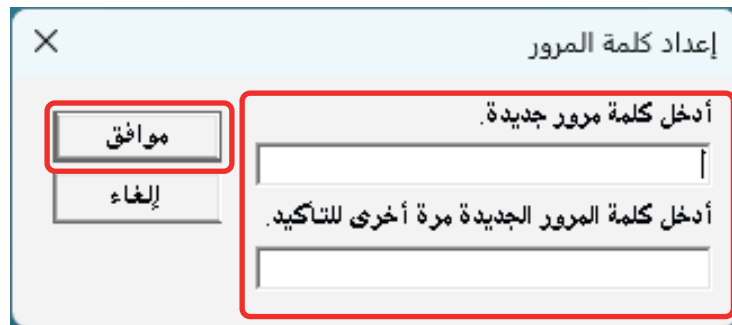 إعداد كلمة المرور
أدخل كلمة مرور جديدة.
أدخل كلمة المرور الجديدة مرة أخرى للتأكيد.
موافق
إلغاء